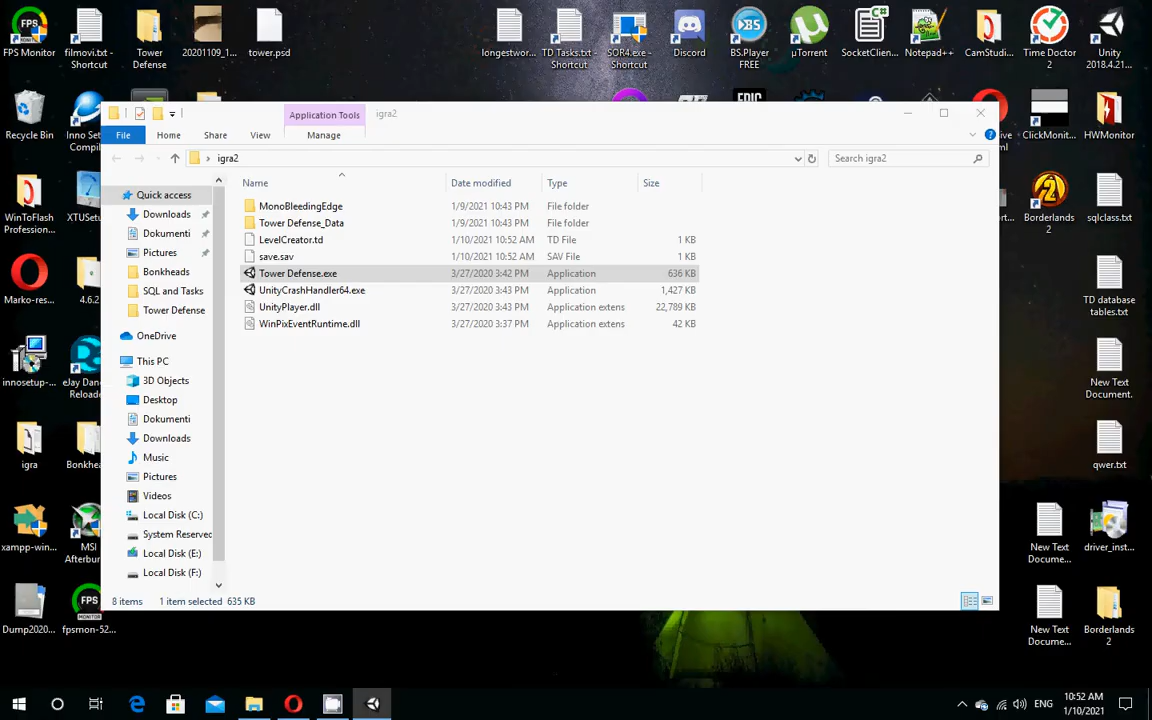 FPS Monitor
filmovi.txt - Shortcut
Tower Defense
20201109_1...
tower.psd
longestwor...
TD Tasks.txt - Shortcut
SOR4.exe - Shortcut
Discord
BS.Player FREE
µTorrent
SocketClien...
Notepad++
CamStudi...
Time Doctor 2
Unity 2018.4.21...
Application Tools
igra2
File
Home
Share
View
Manage
igra2
Search igra2
Name
Date modified
Type
Size
MonoBleedingEdge 1/9/2021 10:43 PM File folder
Tower Defense_Data 1/9/2021 10:43 PM File folder
LevelCreator.td 1/10/2021 10:52 AM TD File 1 KB
save.sav 1/10/2021 10:52 AM SAV File 1 KB
Tower Defense.exe 3/27/2020 3:42 PM Application 636 KB
UnityCrashHandler64.exe 3/27/2020 3:43 PM Application 1,427 KB
UnityPlayer.dll 3/27/2020 3:43 PM Application extens 22,789 KB
WinPixEventRuntime.dll 3/27/2020 3:37 PM Application extens 42 KB
Quick access
Downloads
Dokumenti
Pictures
Bonkheads
SQL and Tasks
Tower Defense
OneDrive
This PC
3D Objects
Desktop
Dokumenti
Downloads
Music
Pictures
Videos
Local Disk (C:)
System Reserved
Local Disk (E:)
Local Disk (F:)
8 items
1 item selected 635 KB
Recycle Bin
Inno Set
Compil
WinToFlash
Profession...
XTUSetu
Marko-res...
4.6.2
innosetup-...
eJay Danc
Reloade
igra
Bonkh
xampp-win...
MSI
Afterbur
Dump2020...
fpsmon-52...
EPIC
ClickMonit...
HWMonitor
Borderlands 2
sqlclass.txt
TD database tables.txt
New Text Document.
qwer.txt
New Text Docume...
driver_inst...
New Text Docume...
Borderlands 2
ENG
10:52 AM
1/10/2021